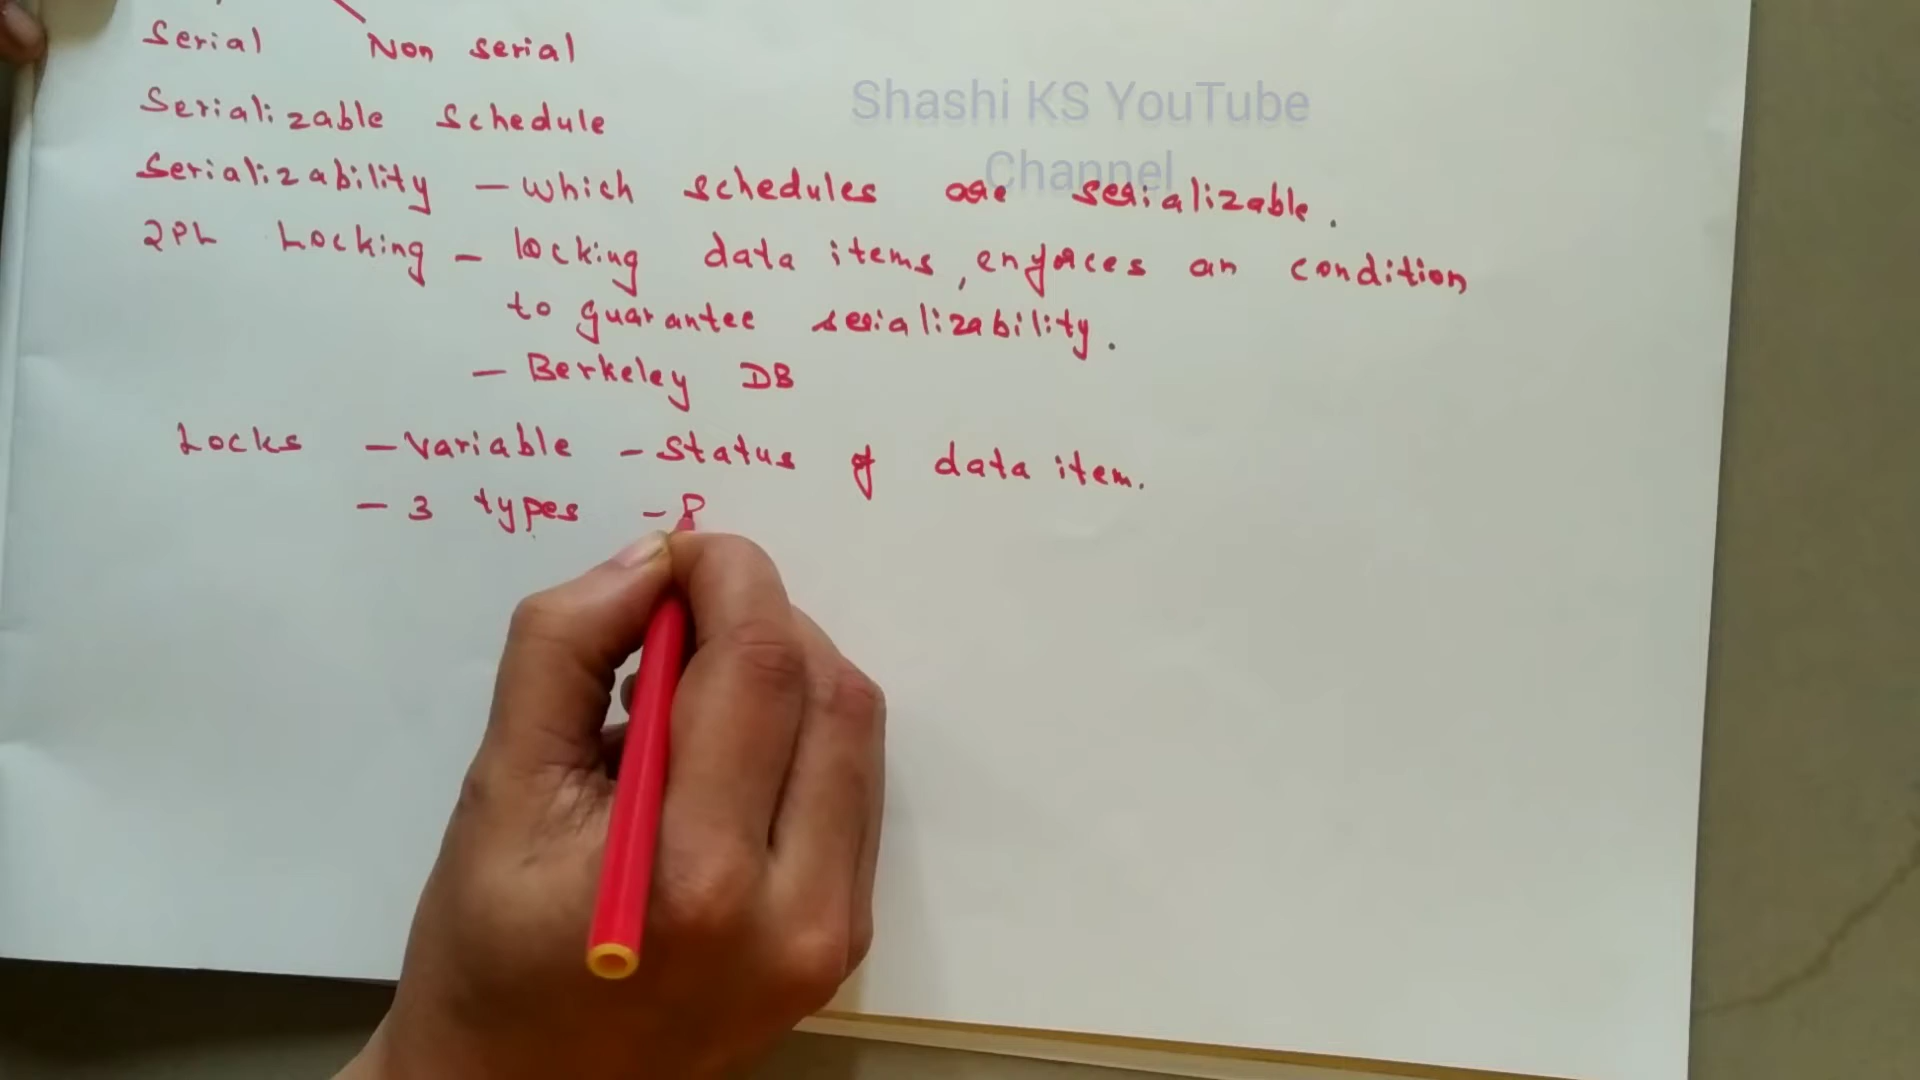 Serial Non serial
Serializable Schedule
Shashi KS YouTube
Channel
Serializability - which schedules are serializable.
2PL Locking - locking data items, enforces an condition
to guarantee serializability.
- Berkeley DB
Locks - Variable - Status of data item.
- 3 types -